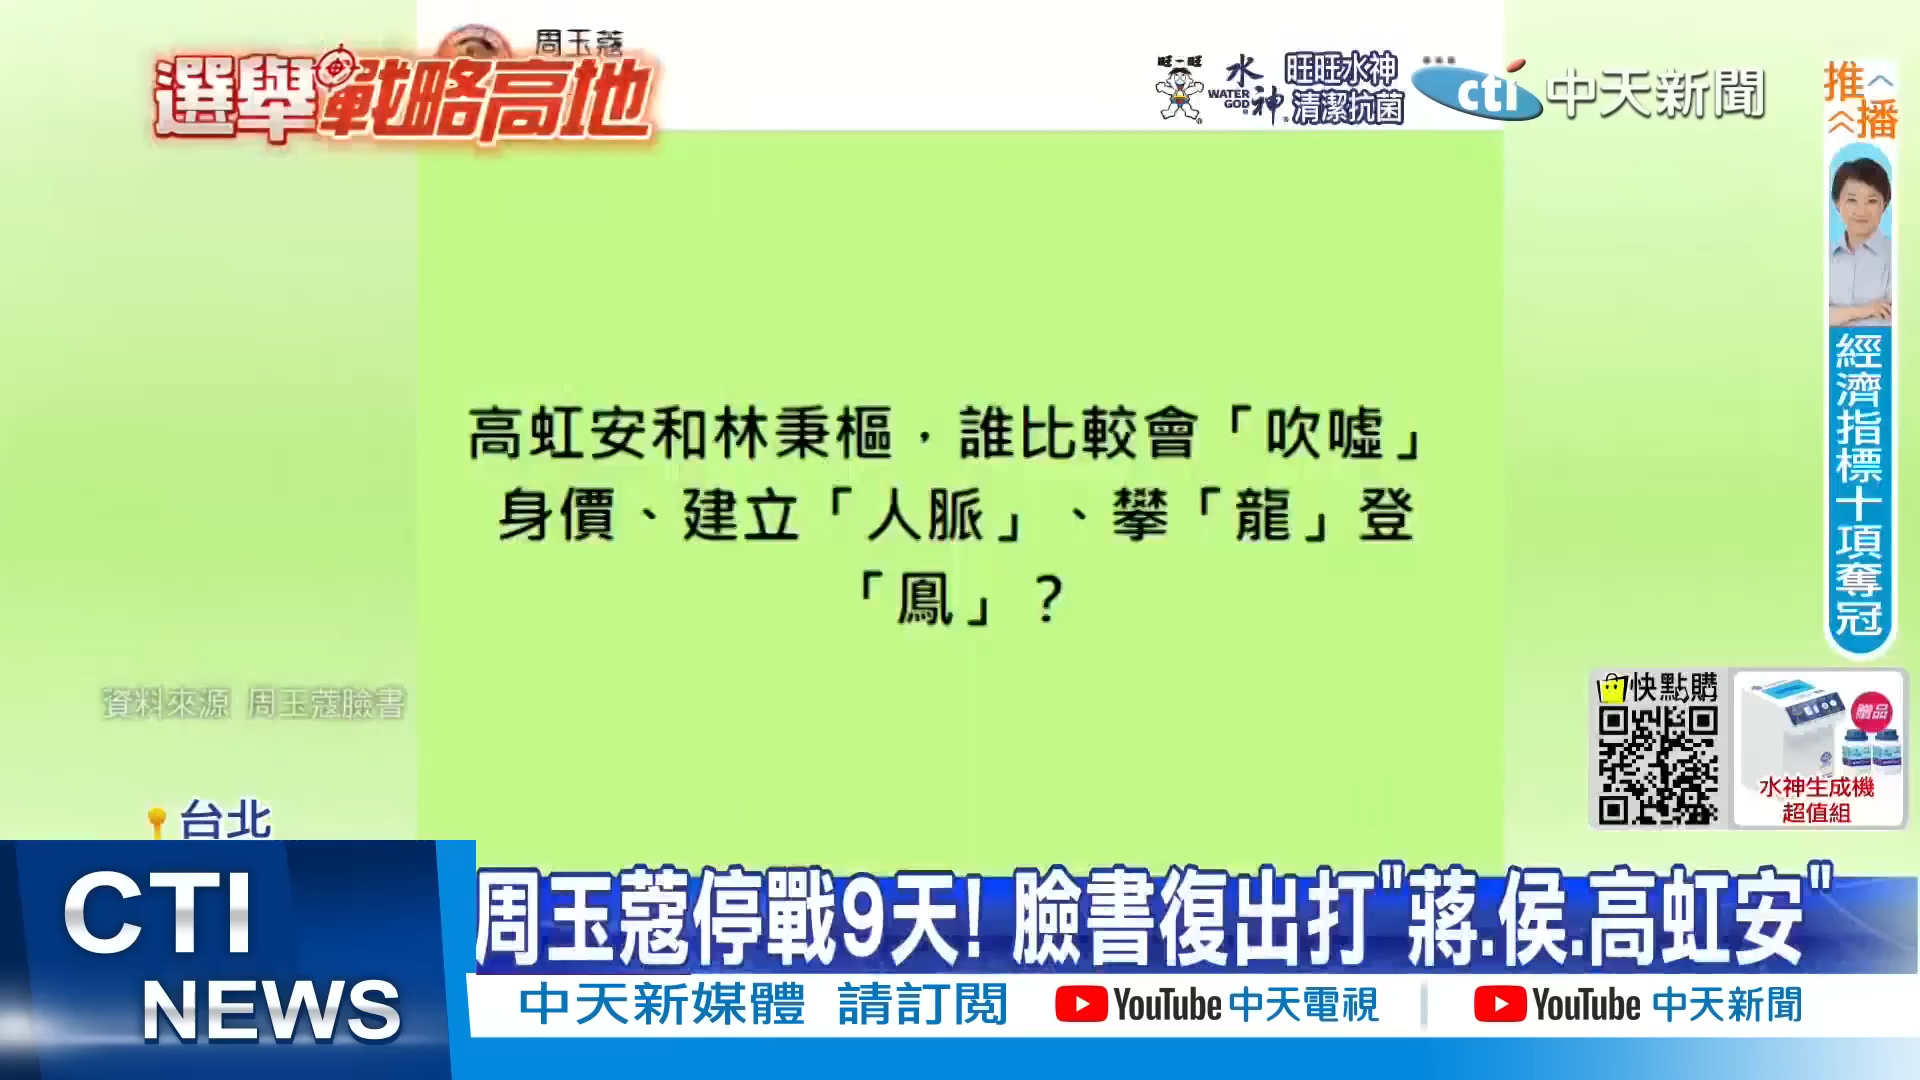 周玉蔻
選舉戰略高地
旺旺
水神
WATER GOD
旺旺水神
清潔抗菌
cti 中天新聞
推播
經濟指標十項奪冠
高虹安和林秉樞，誰比較會「吹噓」
身價、建立「人脈」、攀「龍」登
「鳳」？
資料來源 周玉蔻臉書
快點購
贈品
水神生成機
超值組
台北
CTI
NEWS
周玉蔻停戰9天! 臉書復出打"蔣.侯.高虹安"
中天新媒體 請訂閱 YouTube 中天電視 | YouTube 中天新聞